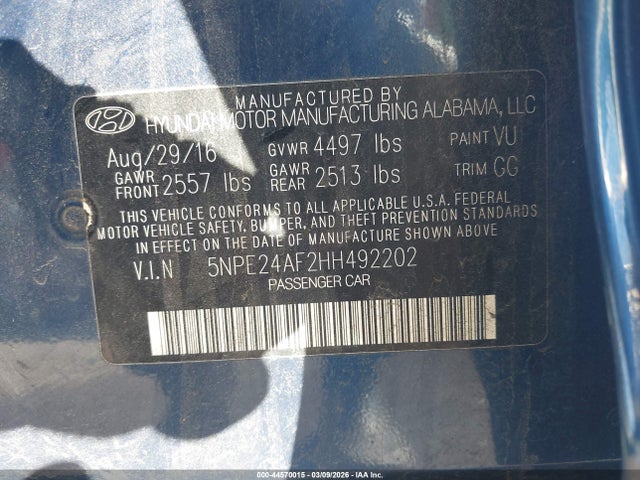 MANUFACTURED BY
HYUNDAI MOTOR MANUFACTURING ALABAMA, LLC
Aug/29/16 GVWR 4497 lbs PAINT VU
GAWR FRONT 2557 lbs GAWR REAR 2513 lbs TRIM GG
THIS VEHICLE CONFORMS TO ALL APPLICABLE U.S.A. FEDERAL
MOTOR VEHICLE SAFETY, BUMPER, AND THEFT PREVENTION STANDARDS
IN EFFECT ON THE DATE OF MANUFACTURE SHOWN ABOVE.
V.I.N 5NPE24AF2HH492202
PASSENGER CAR
000-44570015 - 03/09/2026 - IAA Inc.